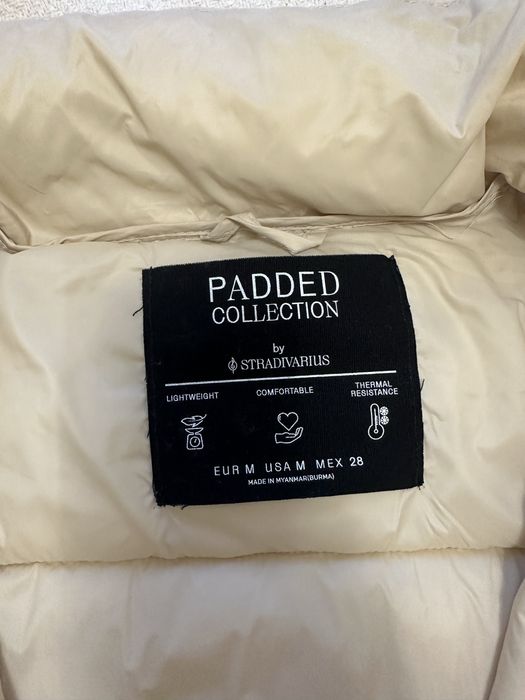 PADDED
COLLECTION
by
STRADIVARIUS
LIGHTWEIGHT
COMFORTABLE
THERMAL
RESISTANCE
EUR M USA M MEX 28
MADE IN MYANMAR(BURMA)